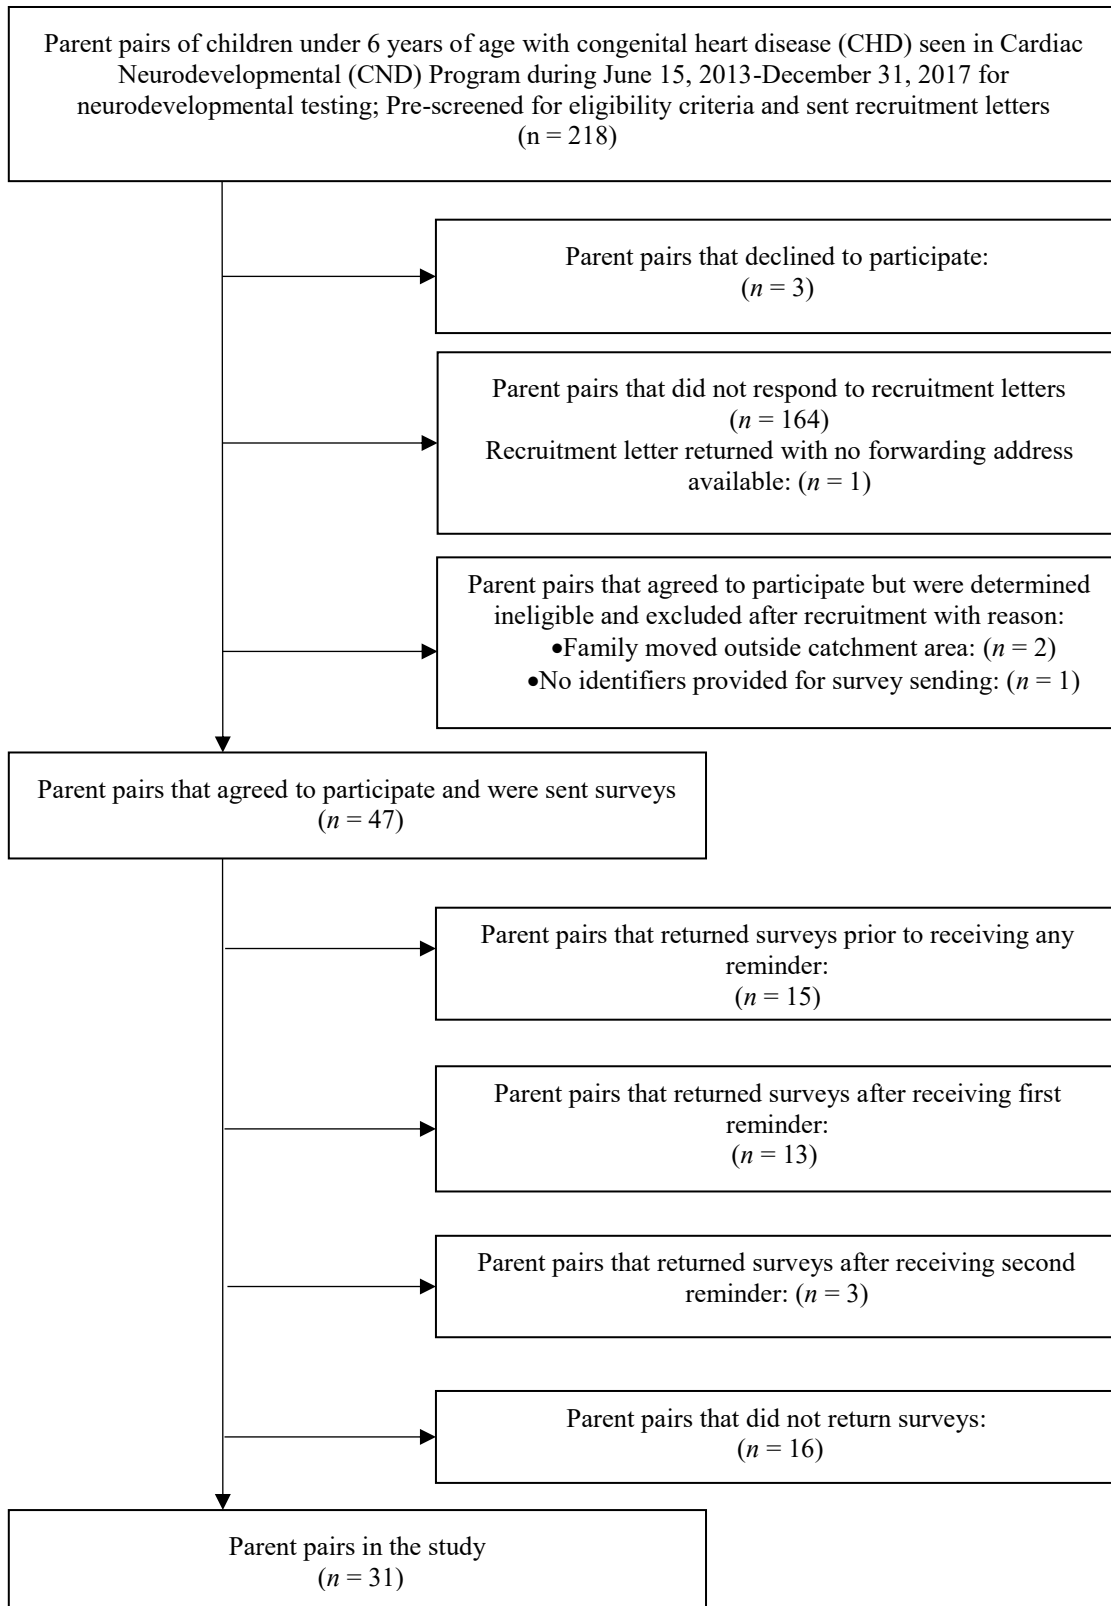 Parent pairs of children under 6 years of age with congenital heart disease (CHD) seen in Cardiac
Neurodevelopmental (CND) Program during June 15, 2013-December 31, 2017 for
neurodevelopmental testing; Pre-screened for eligibility criteria and sent recruitment letters
(n = 218)
Parent pairs that declined to participate:
(n = 3)
Parent pairs that did not respond to recruitment letters
(n = 164)
Recruitment letter returned with no forwarding address
available: (n = 1)
Parent pairs that agreed to participate but were determined
ineligible and excluded after recruitment with reason:
•Family moved outside catchment area: (n = 2)
•No identifiers provided for survey sending: (n = 1)
Parent pairs that agreed to participate and were sent surveys
(n = 47)
Parent pairs that returned surveys prior to receiving any
reminder:
(n = 15)
Parent pairs that returned surveys after receiving first
reminder:
(n = 13)
Parent pairs that returned surveys after receiving second
reminder: (n = 3)
Parent pairs that did not return surveys:
(n = 16)
Parent pairs in the study
(n = 31)